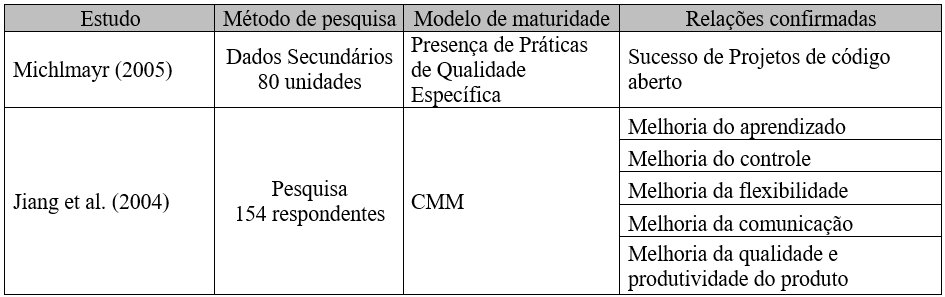 Estudo Método de pesquisa Modelo de maturidade Relações confirmadas
Michlmayr (2005)
Dados Secundários
80 unidades
Presença de Práticas
de Qualidade
Específica
Sucesso de Projetos de código
aberto
Jiang et al. (2004)
Pesquisa
154 respondentes
CMM
Melhoria do aprendizado
Melhoria do controle
Melhoria da flexibilidade
Melhoria da comunicação
Melhoria da qualidade e
produtividade do produto